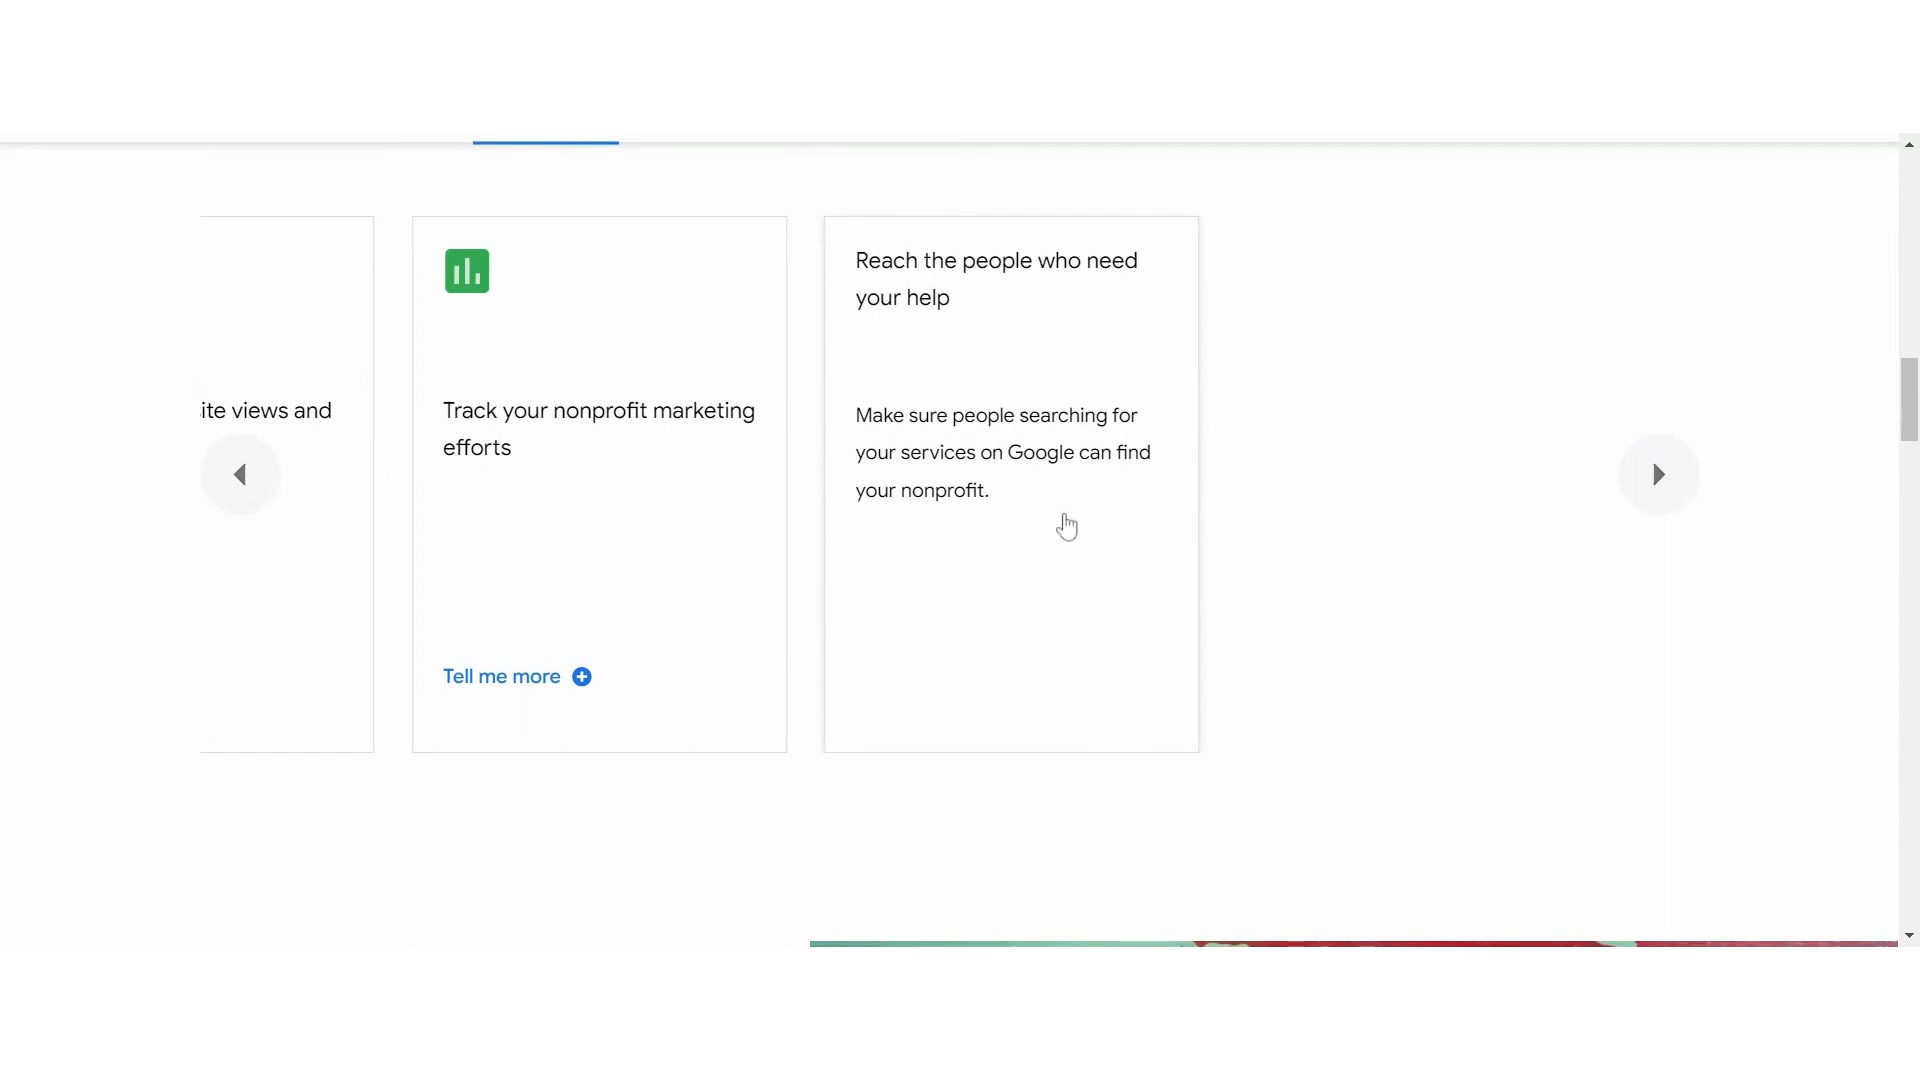 ite views and
Track your nonprofit marketing
efforts
Tell me more
Reach the people who need
your help
Make sure people searching for
your services on Google can find
your nonprofit.